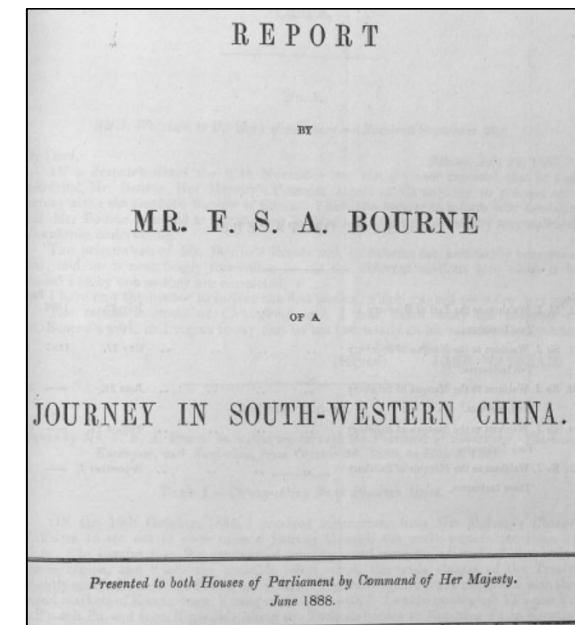 REPORT
BY
MR. F. S. A. BOURNE
OF A
JOURNEY IN SOUTH-WESTERN CHINA.
Presented to both Houses of Parliament by Command of Her Majesty.
June 1888.